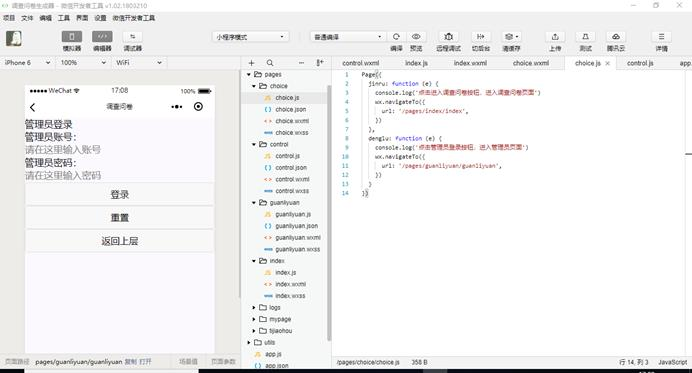 调查问卷生成器 - 微信开发者工具 v1.02.1803210
项目 文件 编辑 工具 界面 设置 微信开发者工具
小程序模式 普通编译
模拟器 编辑器 调试器 编译 预览 远程调试 切后台 清缓存 上传 测试 腾讯云 详情
iPhone 6 100% WiFi
WeChat 17:08 100%
调查问卷
管理员登录
管理员账号:
请在这里输入账号
管理员密码:
请在这里输入密码
登录
重置
返回上层
页面路径 pages/guanliyuan/guanliyuan 复制 打开 场景值 页面参数
pages
choice
choice.js
choice.json
choice.wxml
choice.wxss
control
control.js
control.json
control.wxml
control.wxss
guanliyuan
guanliyuan.js
guanliyuan.json
guanliyuan.wxml
guanliyuan.wxss
index
index.js
index.wxml
index.wxss
logs
mypage
tijiaohou
utils
app.js
app.json
control.wxml index.js index.wxml choice.wxml choice.js control.js app.
1 Page({
2 jinru: function (e) {
3 console.log('点击进入调查问卷按钮，进入调查问卷页面')
4 wx.navigateTo({
5 url: '/pages/index/index',
6 })
7 },
8 denglu: function (e) {
9 console.log('点击管理员登录按钮，进入管理员页面')
10 wx.navigateTo({
11 url: '/pages/guanliyuan/guanliyuan',
12 })
13 }
14 })
/pages/choice/choice.js 358 B 行 14, 列 3 JavaScript